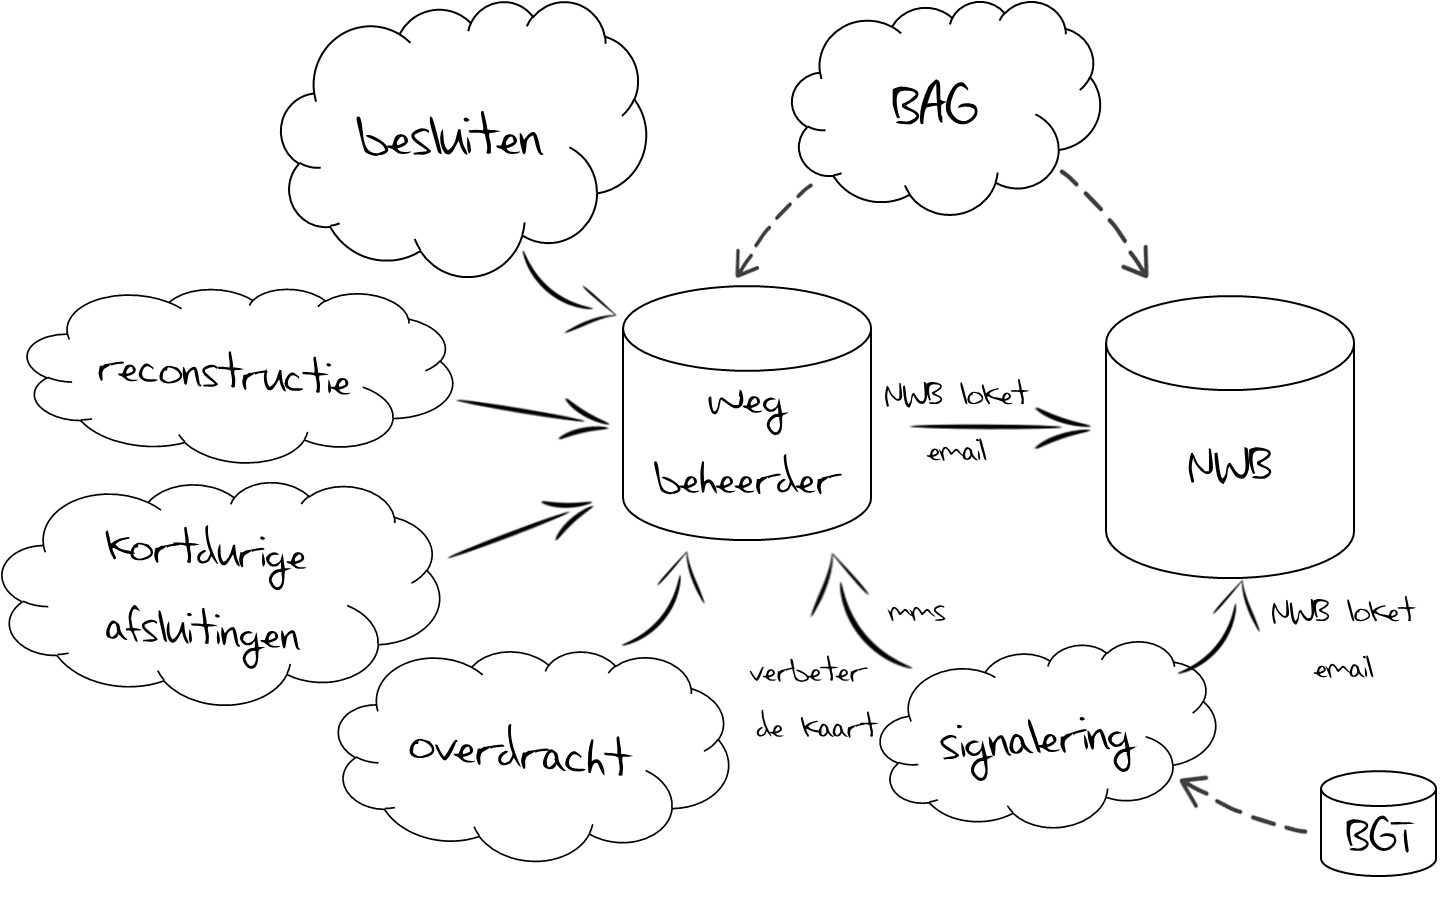 besluiten
BAG
reconstructie
weg
beheerder
NWB loket
email
NWB
kortdurige
afsluitingen
mms
NWB loket
email
verbeter
de kaart
overdracht
signalering
BGT